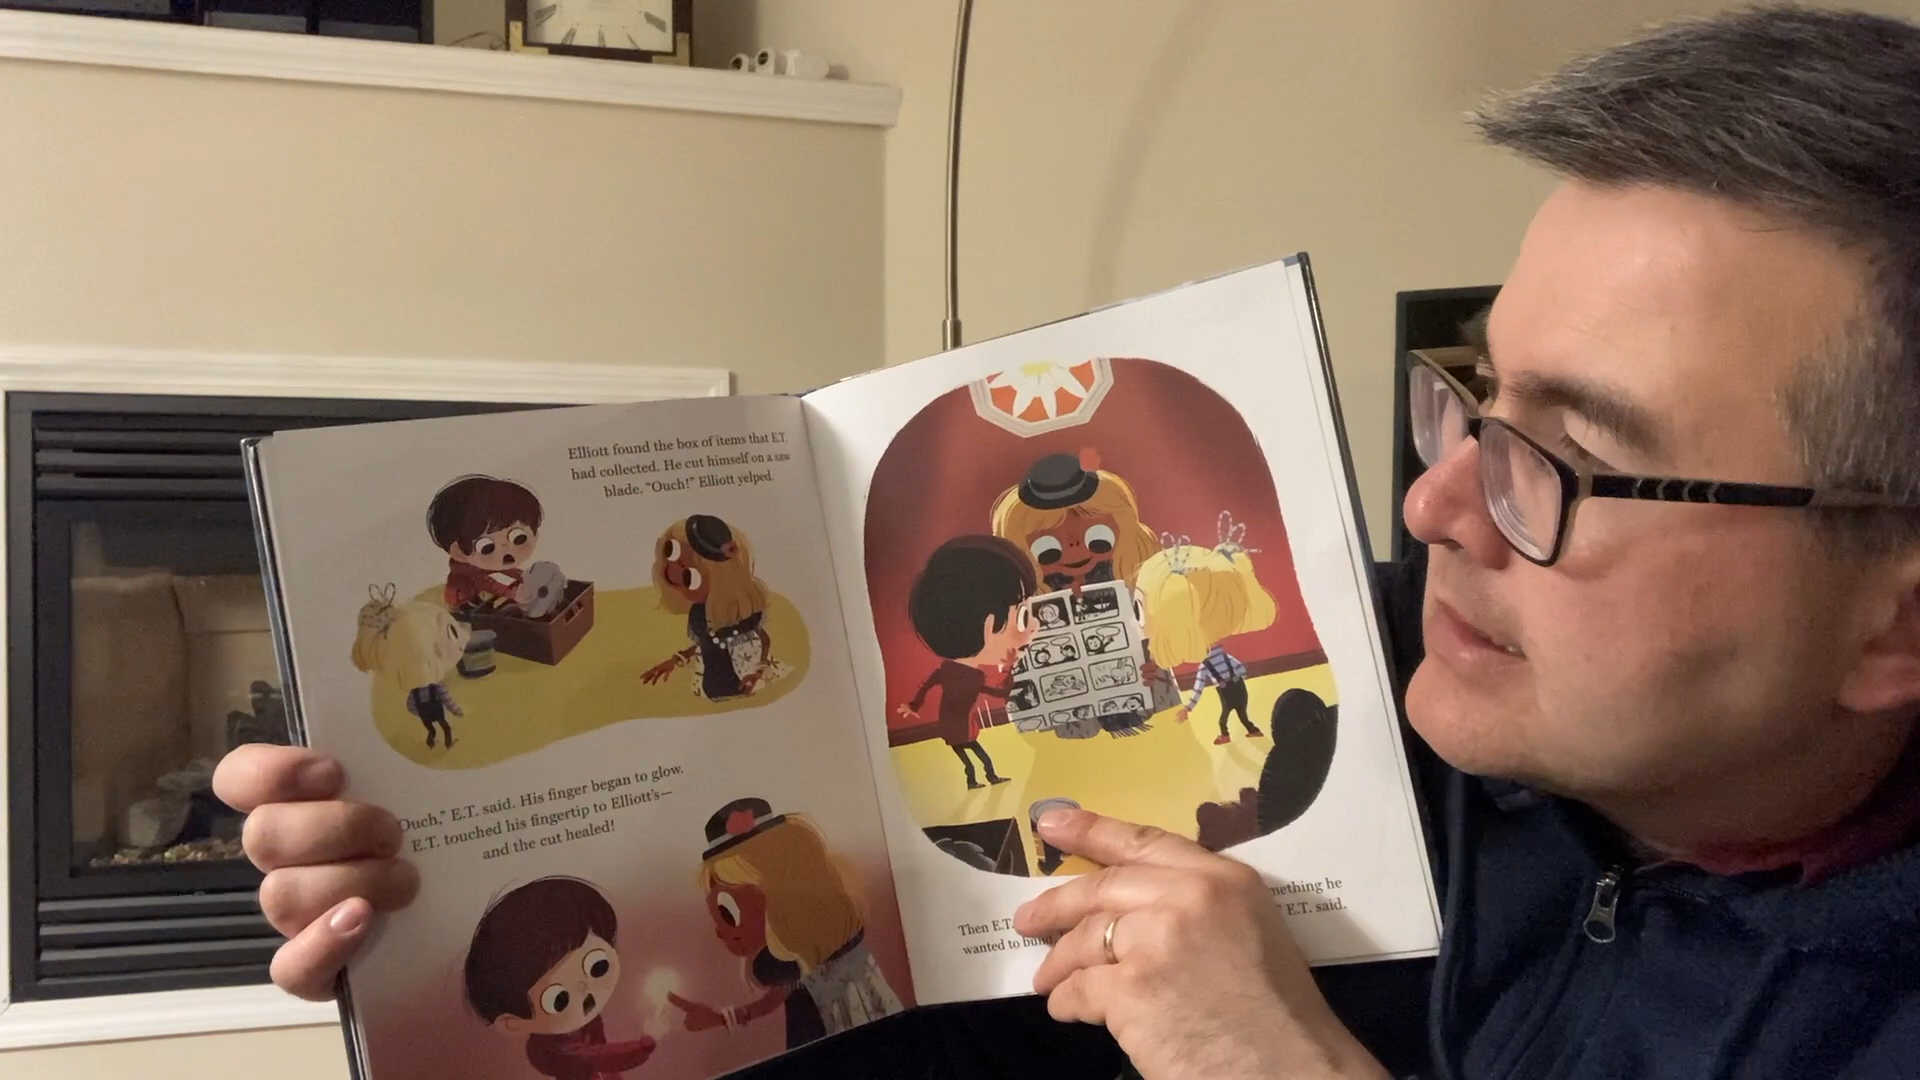 Elliott found the box of items that E.T.
had collected. He cut himself on a saw
blade. "Ouch!" Elliott yelped.
Ouch," E.T. said. His finger began to glow.
E.T. touched his fingertip to Elliott's—
and the cut healed!
Then E.T. he
wanted to " E.T. said.